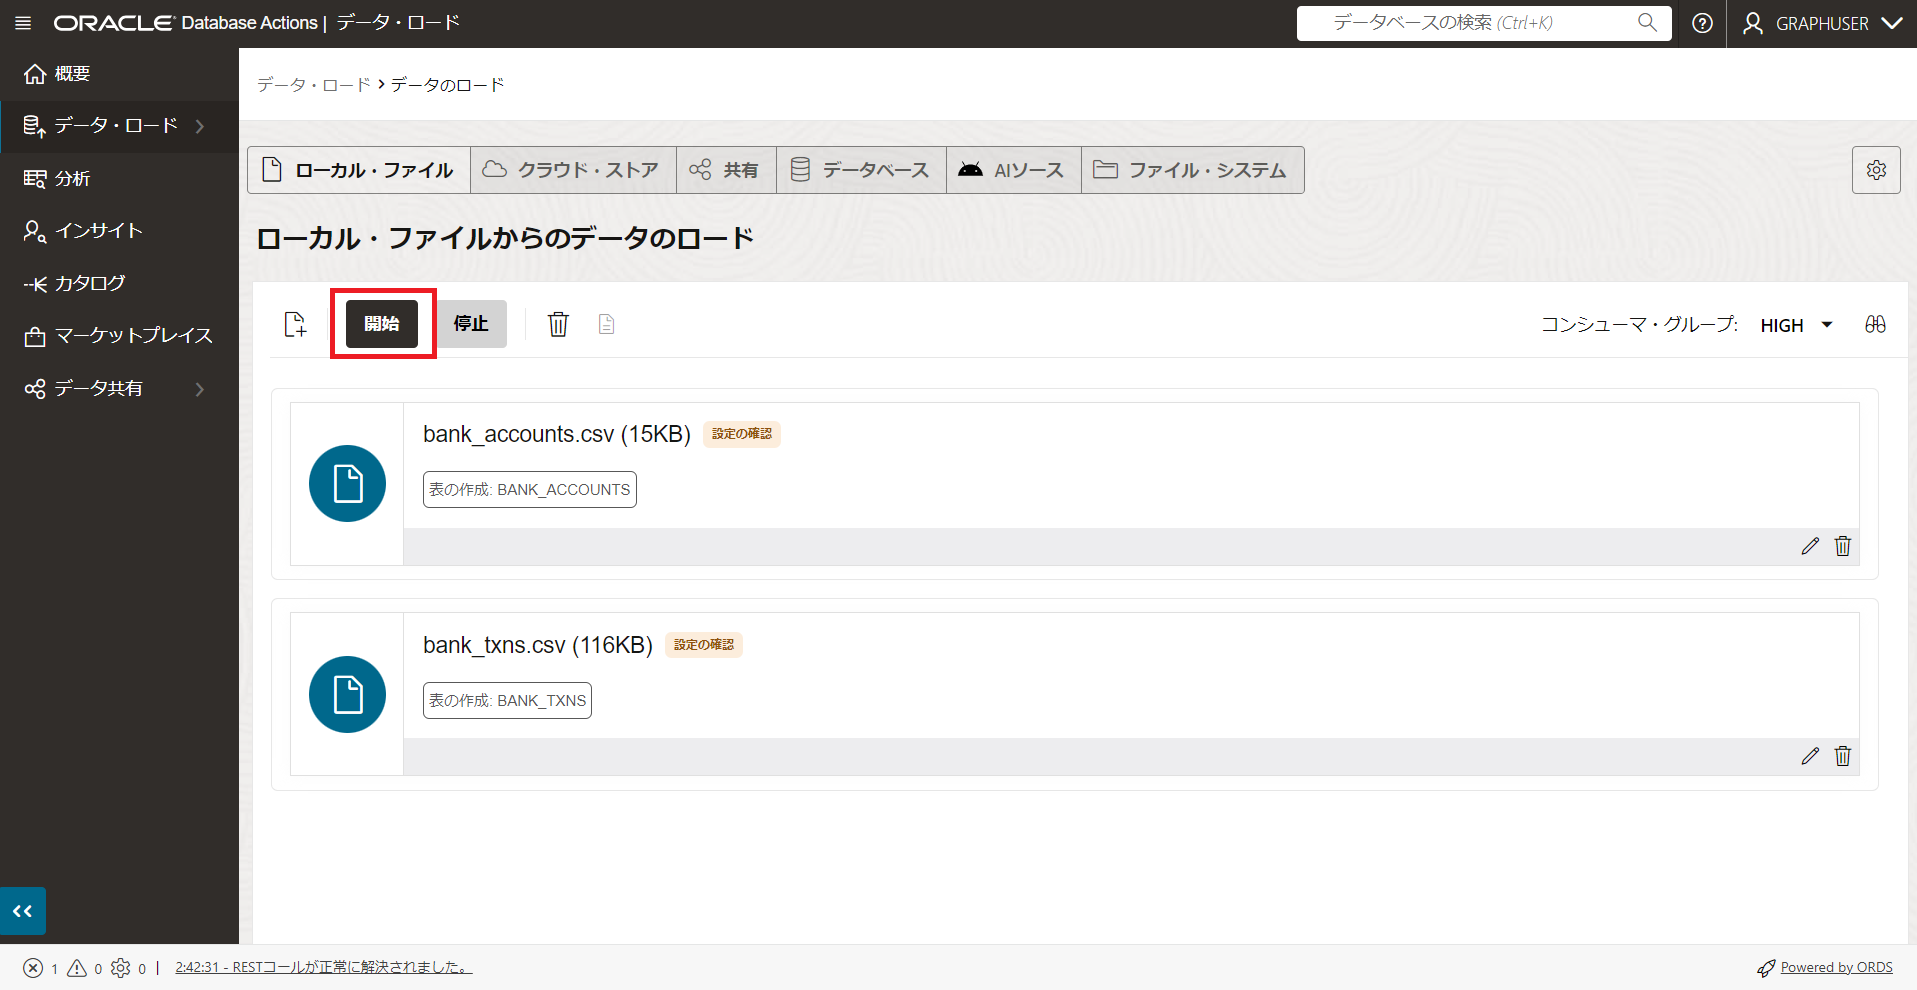 ORACLE Database Actions | データ・ロード
データベースの検索 (Ctrl+K)
GRAPHUSER
概要
データ・ロード
分析
インサイト
カタログ
マーケットプレイス
データ共有
データ・ロード > データのロード
ローカル・ファイル
クラウド・ストア
共有
データベース
AIソース
ファイル・システム
ローカル・ファイルからのデータのロード
開始
停止
コンシューマ・グループ: HIGH
bank_accounts.csv (15KB) 設定の確認
表の作成: BANK_ACCOUNTS
bank_txns.csv (116KB) 設定の確認
表の作成: BANK_TXNS
1 0 0 | 2:42:31 - RESTコールが正常に解決されました。
Powered by ORDS